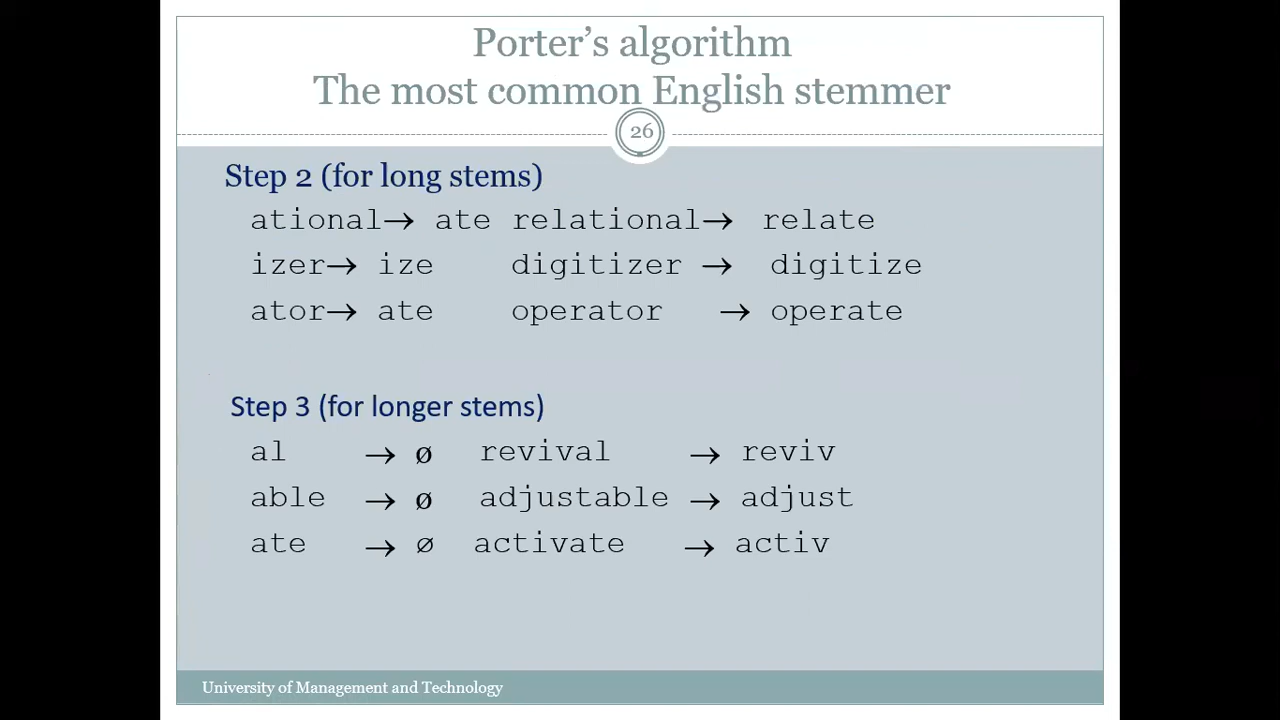 Porter's algorithm
The most common English stemmer
26
Step 2 (for long stems)
ational→ ate relational→ relate
izer→ ize digitizer → digitize
ator→ ate operator → operate
Step 3 (for longer stems)
al → ø revival → reviv
able → ø adjustable → adjust
ate → ø activate → activ
University of Management and Technology